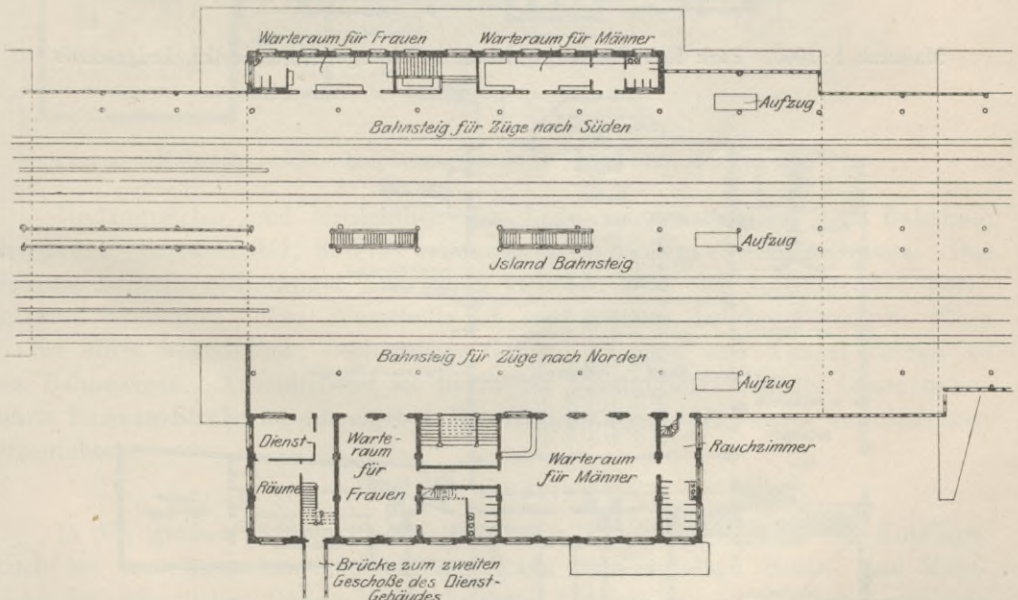 Warteraum für Frauen
Warteraum für Männer
Aufzug
Bahnsteig für Züge nach Süden
Aufzug
Jsland Bahnsteig
Bahnsteig für Züge nach Norden
Aufzug
Dienst-
Räume
Warte-
raum
für
Frauen
Warteraum
für Männer
Rauchzimmer
Brücke zum zweiten
Geschoße des Dienst-
Gebäudes